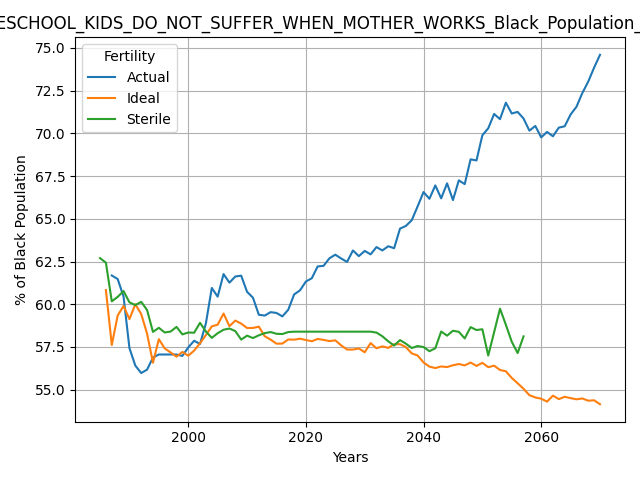 ESCHOOL_KIDS_DO_NOT_SUFFER_WHEN_MOTHER_WORKS_Black_Population_
Fertility
Actual
Ideal
Sterile
% of Black Population
75.0
72.5
70.0
67.5
65.0
62.5
60.0
57.5
55.0
2000 2020 2040 2060
Years